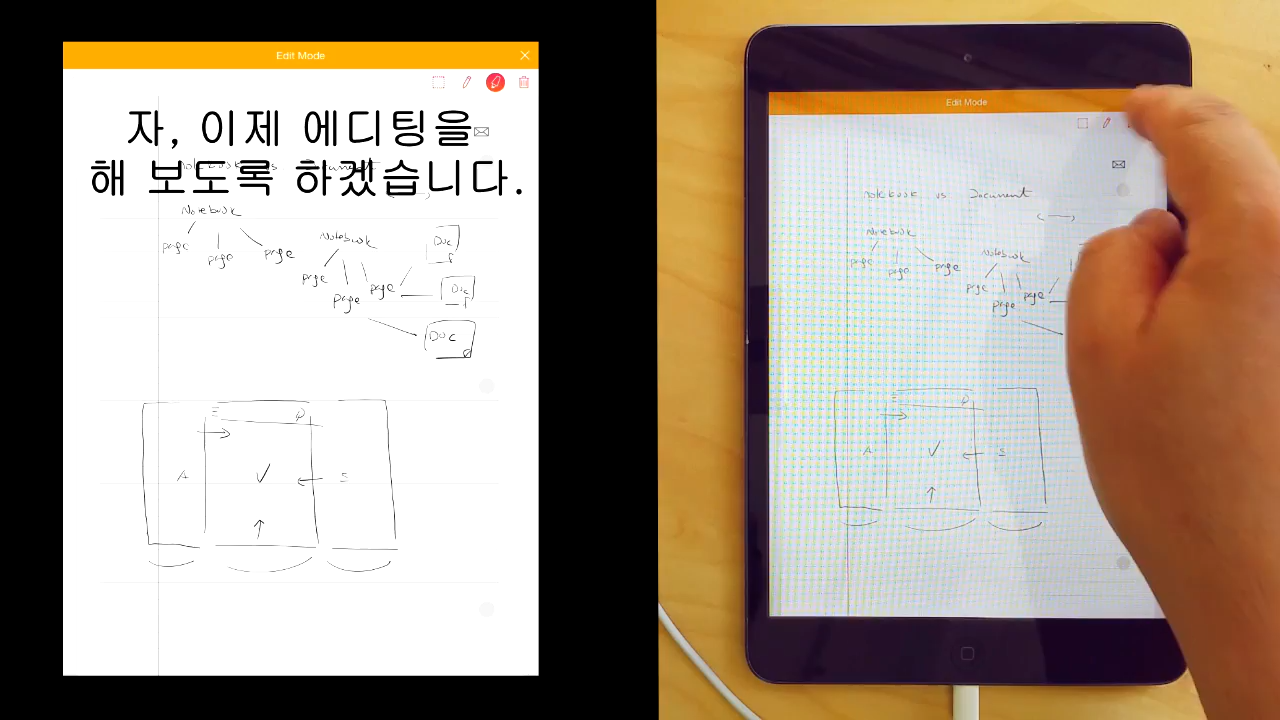 Edit Mode
자, 이제 에디팅을
해 보도록 하겠습니다.
Notebook
page
page
page
Notebook
page
page
page
Doc
Doc
Doc
E
Q
A
Edit Mode
Notebook vs Document
Notebook
page
page
page
Notebook
page
page
page
A